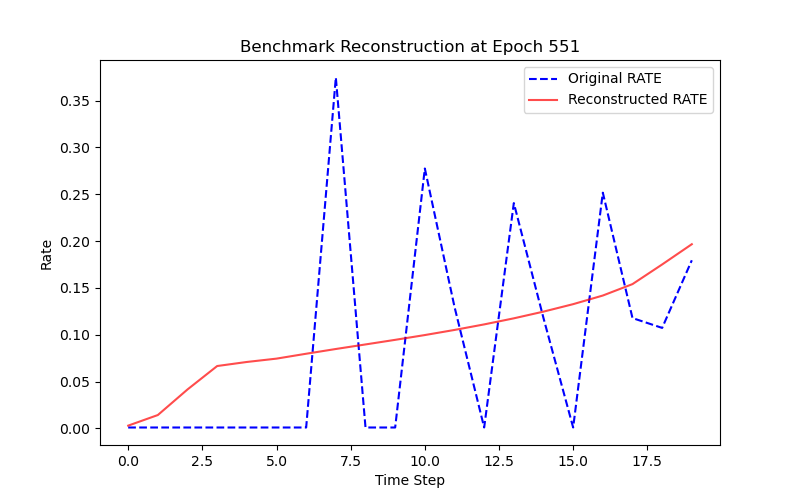 Benchmark Reconstruction at Epoch 551
Original RATE
Reconstructed RATE
Rate
0.35
0.30
0.25
0.20
0.15
0.10
0.05
0.00
0.0 2.5 5.0 7.5 10.0 12.5 15.0 17.5
Time Step